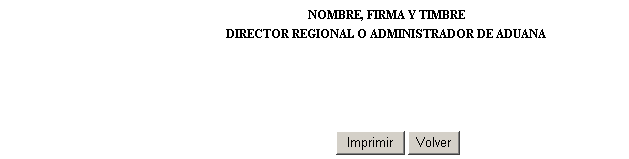 NOMBRE, FIRMA Y TIMBRE
DIRECTOR REGIONAL O ADMINISTRADOR DE ADUANA
Imprimir Volver